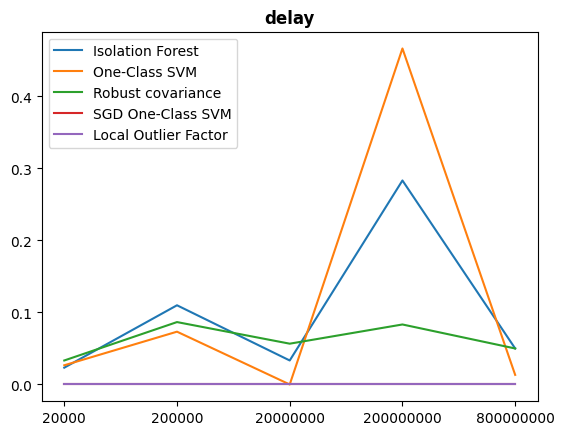 delay
Isolation Forest
One-Class SVM
Robust covariance
SGD One-Class SVM
Local Outlier Factor
0.4
0.3
0.2
0.1
0.0
20000 200000 20000000 200000000 800000000